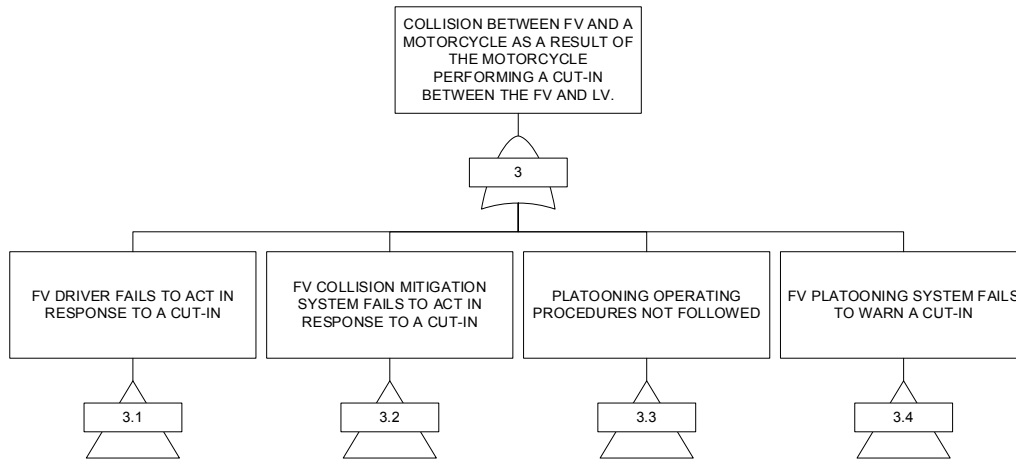 COLLISION BETWEEN FV AND A
MOTORCYCLE AS A RESULT OF
THE MOTORCYCLE
PERFORMING A CUT-IN
BETWEEN THE FV AND LV.
3
FV DRIVER FAILS TO ACT IN
RESPONSE TO A CUT-IN
FV COLLISION MITIGATION
SYSTEM FAILS TO ACT IN
RESPONSE TO A CUT-IN
PLATOONING OPERATING
PROCEDURES NOT FOLLOWED
FV PLATOONING SYSTEM FAILS
TO WARN A CUT-IN
3.1
3.2
3.3
3.4